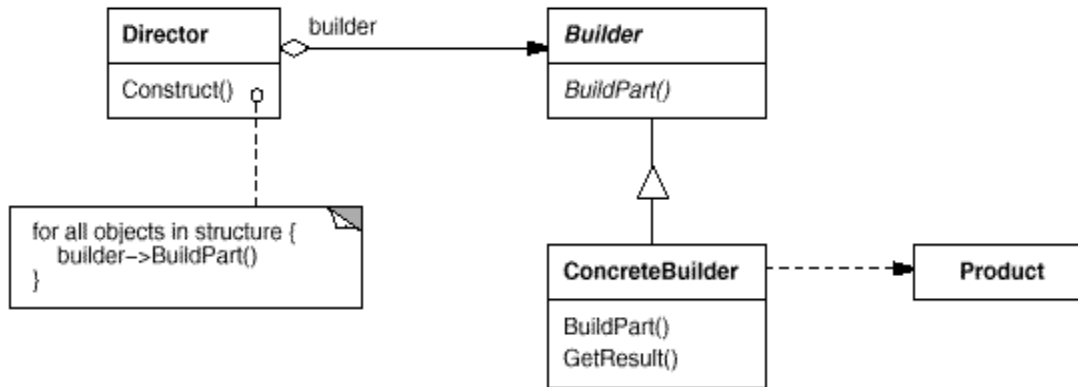 Director
Construct()
builder
Builder
BuildPart()
for all objects in structure {
builder–>BuildPart()
}
ConcreteBuilder
BuildPart()
GetResult()
Product